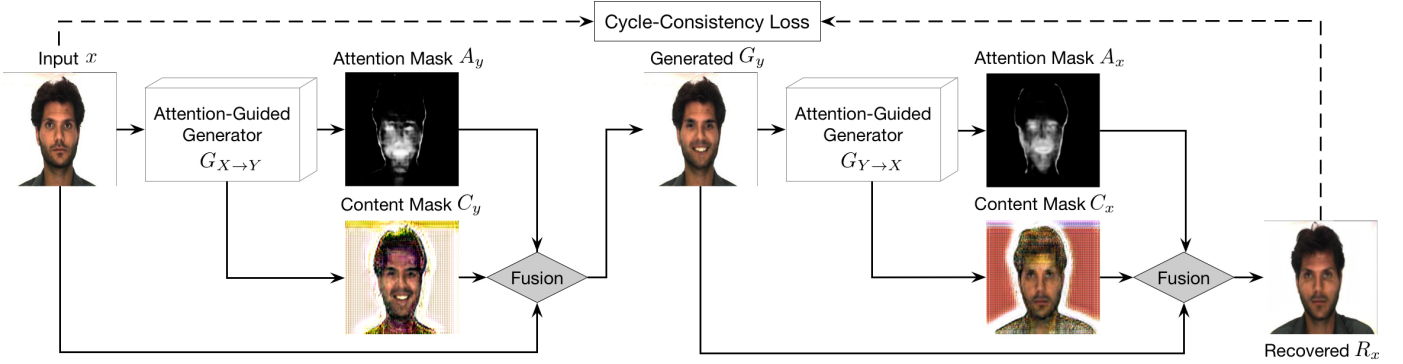 Cycle-Consistency Loss
Input x
Attention-Guided
Generator
G_{X→Y}
Attention Mask A_y
Content Mask C_y
Fusion
Generated G_y
Attention-Guided
Generator
G_{Y→X}
Attention Mask A_x
Content Mask C_x
Fusion
Recovered R_x